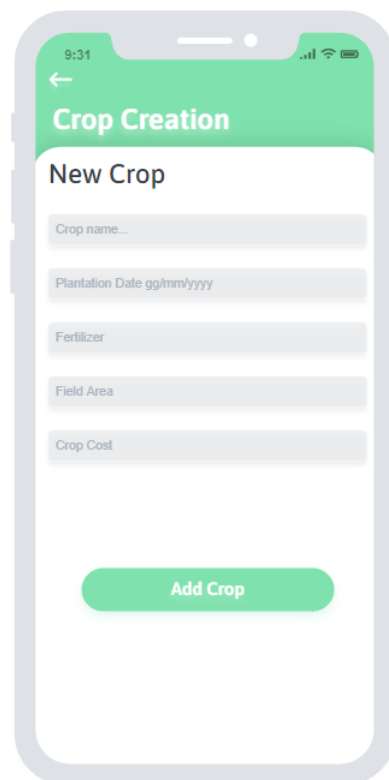 9:31
Crop Creation
New Crop
Crop name...
Plantation Date gg/mm/yyyy
Fertilizer
Field Area
Crop Cost
Add Crop